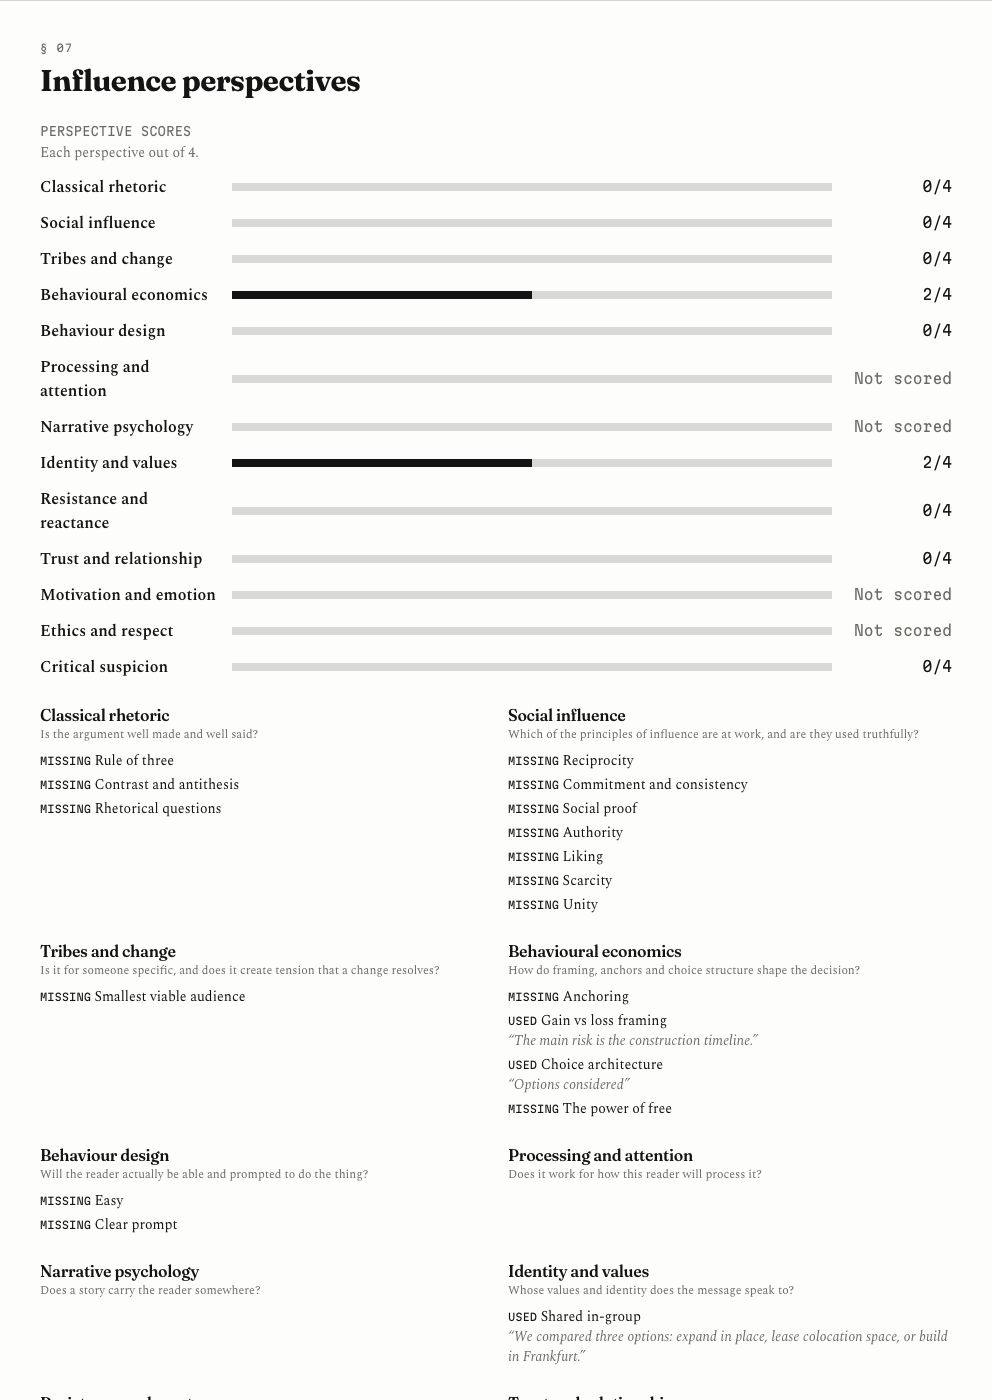 § 07
Influence perspectives
PERSPECTIVE SCORES
Each perspective out of 4.
Classical rhetoric 0/4
Social influence 0/4
Tribes and change 0/4
Behavioural economics 2/4
Behaviour design 0/4
Processing and
attention
Not scored
Narrative psychology Not scored
Identity and values 2/4
Resistance and
reactance
0/4
Trust and relationship 0/4
Motivation and emotion Not scored
Ethics and respect Not scored
Critical suspicion 0/4
Classical rhetoric
Is the argument well made and well said?
MISSING Rule of three
MISSING Contrast and antithesis
MISSING Rhetorical questions
Social influence
Which of the principles of influence are at work, and are they used truthfully?
MISSING Reciprocity
MISSING Commitment and consistency
MISSING Social proof
MISSING Authority
MISSING Liking
MISSING Scarcity
MISSING Unity
Tribes and change
Is it for someone specific, and does it create tension that a change resolves?
MISSING Smallest viable audience
Behavioural economics
How do framing, anchors and choice structure shape the decision?
MISSING Anchoring
USED Gain vs loss framing
“The main risk is the construction timeline.”
USED Choice architecture
“Options considered”
MISSING The power of free
Behaviour design
Will the reader actually be able and prompted to do the thing?
MISSING Easy
MISSING Clear prompt
Processing and attention
Does it work for how this reader will process it?
Narrative psychology
Does a story carry the reader somewhere?
Identity and values
Whose values and identity does the message speak to?
USED Shared in-group
“We compared three options: expand in place, lease colocation space, or build
in Frankfurt.”